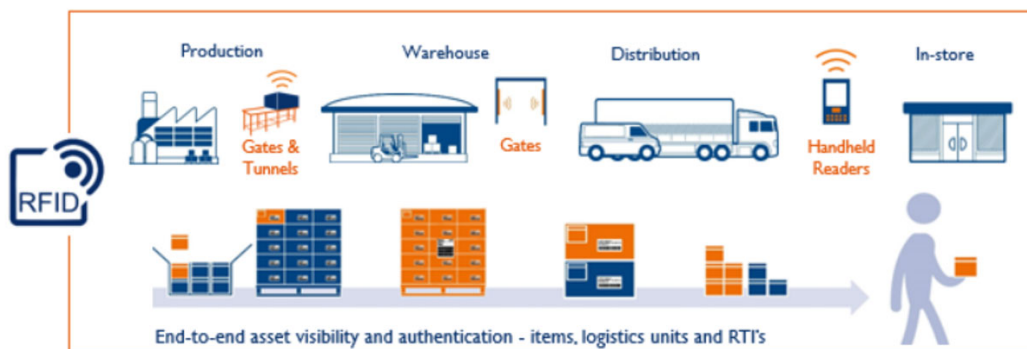 Production
Warehouse
Distribution
In-store
Gates &
Tunnels
Gates
Handheld
Readers
RFID
End-to-end asset visibility and authentication - items, logistics units and RTI's